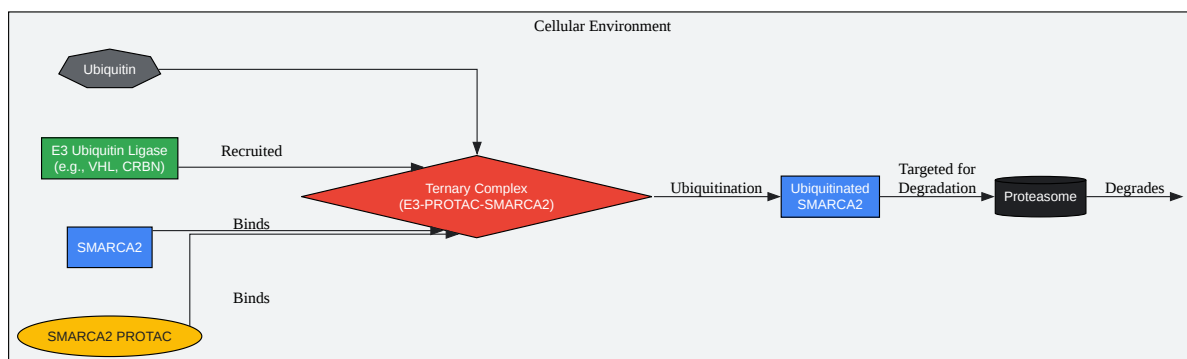 Cellular Environment
Ubiquitin
E3 Ubiquitin Ligase
(e.g., VHL, CRBN)
Recruited
Ternary Complex
(E3-PROTAC-SMARCA2)
Ubiquitination
Ubiquitinated
SMARCA2
Targeted for
Degradation
Proteasome
Degrades
SMARCA2
Binds
Binds
SMARCA2 PROTAC